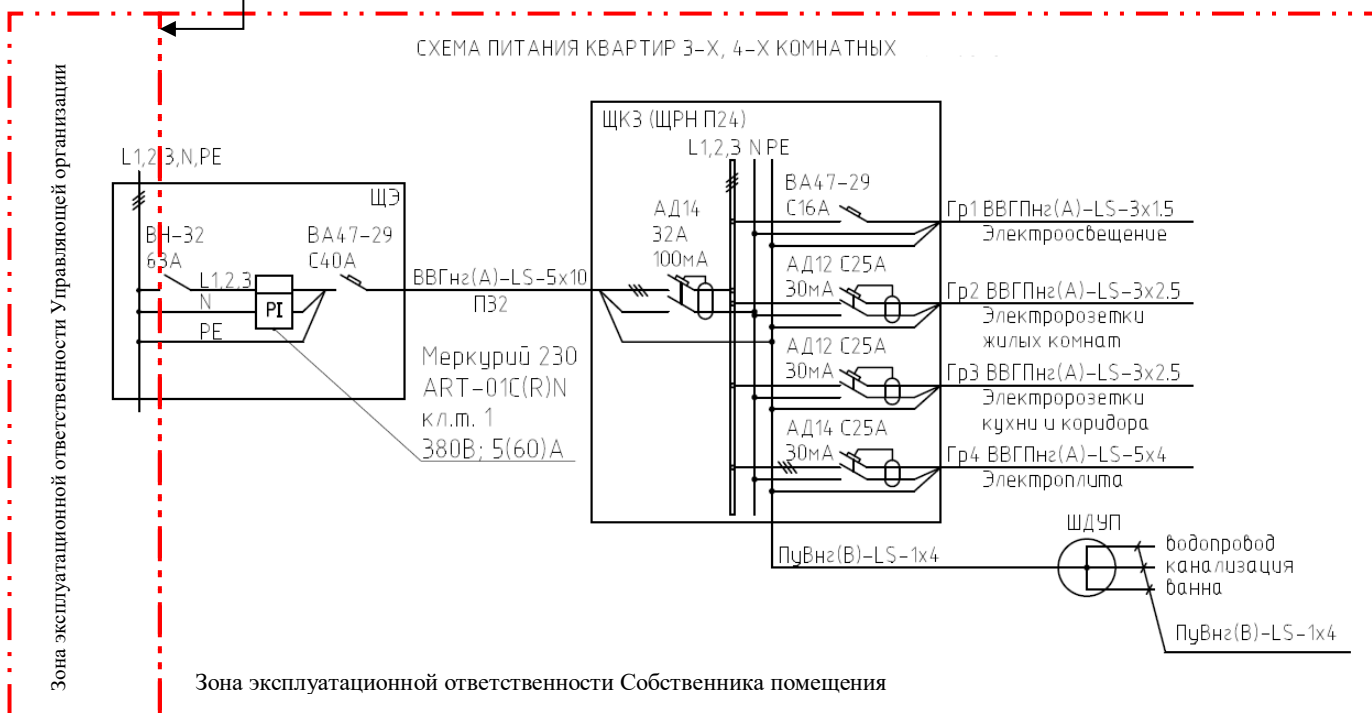 СХЕМА ПИТАНИЯ КВАРТИР 3-Х, 4-Х КОМНАТНЫХ
Зона эксплуатационной ответственности Управляющей организации
L1,2,3,N,PE
ЩЭ
ВН-32
63А
L1,2,3
N
PE
PI
ВА47-29
С40А
ВВГнг(А)-LS-5х10
П32
Меркурий 230
ART-01C(R)N
кл.т. 1
380В; 5(60)А
ЩК3 (ЩРН П24)
L1,2,3 N PE
АД14
32А
100мА
ВА47-29
С16А
Гр1 ВВГПнг(А)-LS-3х1.5
Электроосвещение
АД12 С25А
30мА
Гр2 ВВГПнг(А)-LS-3х2.5
Электророзетки
жилых комнат
АД12 С25А
30мА
Гр3 ВВГПнг(А)-LS-3х2.5
Электророзетки
кухни и коридора
АД14 С25А
30мА
Гр4 ВВГПнг(А)-LS-5х4
Электроплита
ПуВнг(В)-LS-1х4
ШДУП
водопровод
канализация
ванна
ПуВнг(В)-LS-1х4
Зона эксплуатационной ответственности Собственника помещения